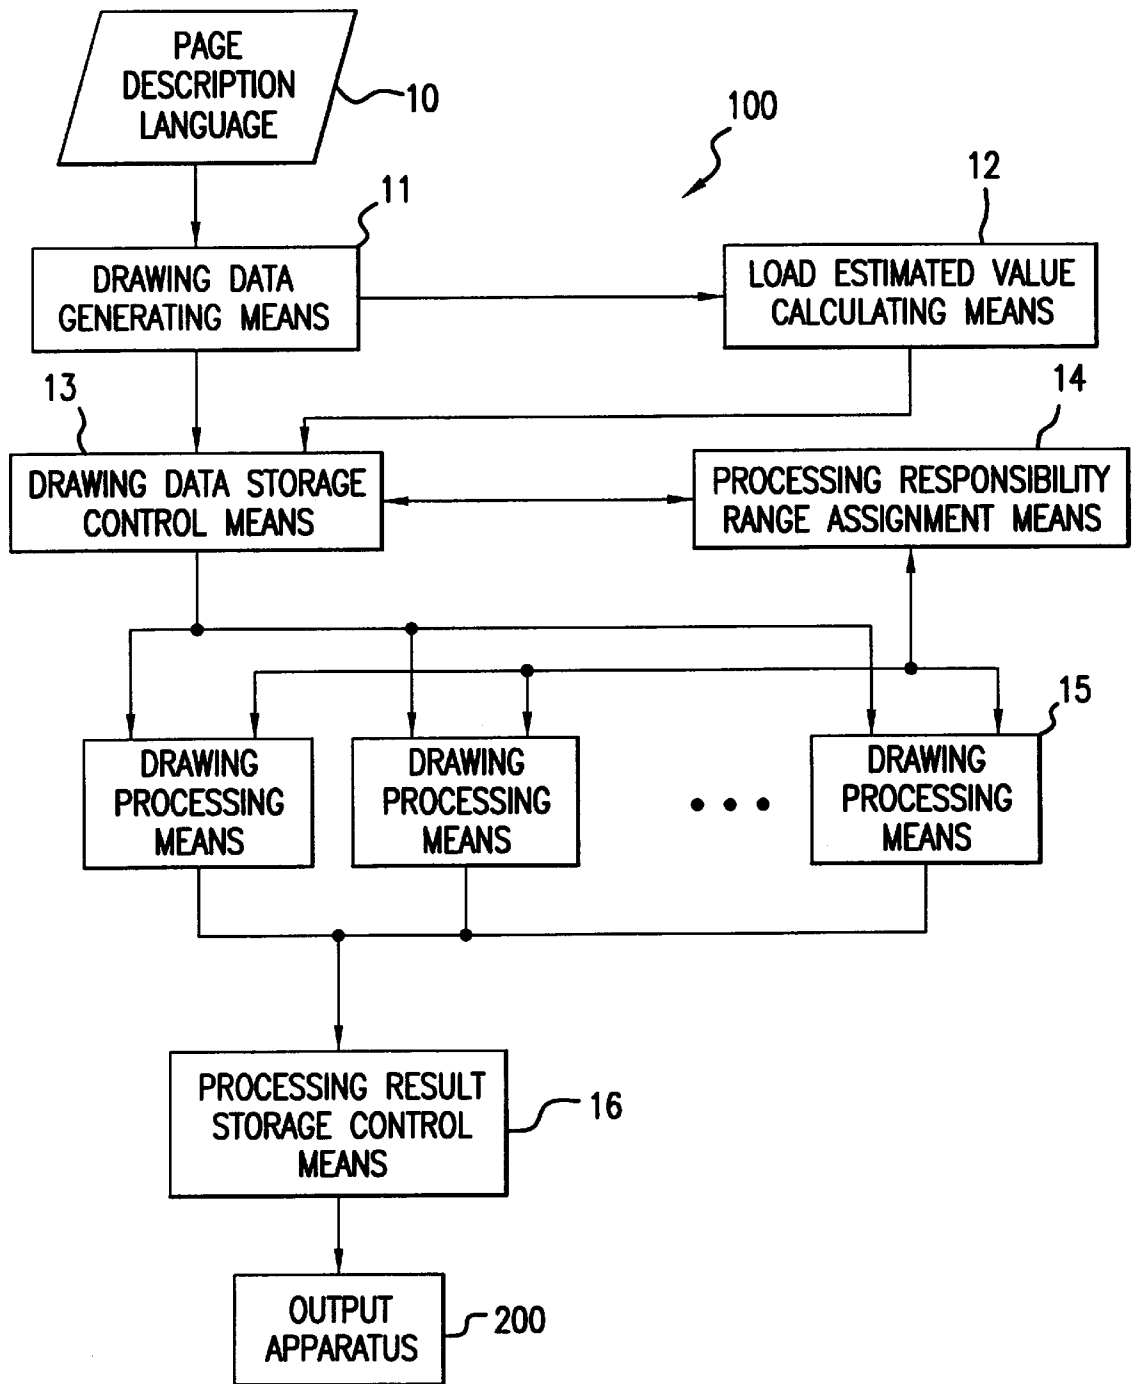 PAGE
DESCRIPTION
LANGUAGE
10
100
11
12
DRAWING DATA
GENERATING MEANS
LOAD ESTIMATED VALUE
CALCULATING MEANS
13
14
DRAWING DATA STORAGE
CONTROL MEANS
PROCESSING RESPONSIBILITY
RANGE ASSIGNMENT MEANS
15
DRAWING
PROCESSING
MEANS
DRAWING
PROCESSING
MEANS
DRAWING
PROCESSING
MEANS
PROCESSING RESULT
STORAGE CONTROL
MEANS
16
OUTPUT
APPARATUS
200